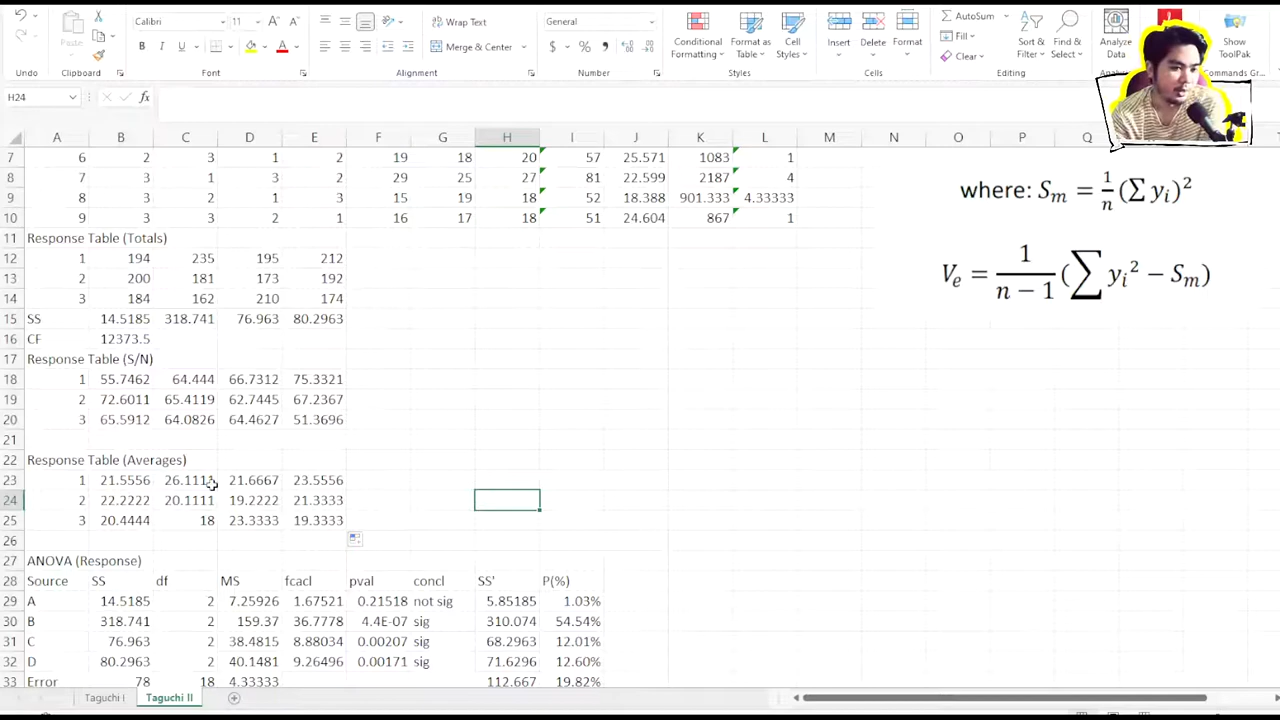 Calibri 11 A^ Aˇ Wrap Text General Σ AutoSum
Paste B I U A Merge & Center $ % , Conditional Formatting Format as Table Cell Styles Insert Delete Format Fill Clear Sort & Filter Find & Select Analyze Data Show ToolPak
Undo Clipboard Font Alignment Number Styles Cells Editing Commands Gr...
H24 fx
A B C D E F G H I J K L M N O P Q
7 6 2 3 1 2 19 18 20 57 25.571 1083 1
8 7 3 1 3 2 29 25 27 81 22.599 2187 4
9 8 3 2 1 3 15 19 18 52 18.388 901.333 4.33333
10 9 3 3 2 1 16 17 18 51 24.604 867 1
11 Response Table (Totals)
12 1 194 235 195 212
13 2 200 181 173 192
14 3 184 162 210 174
15 SS 14.5185 318.741 76.963 80.2963
16 CF 12373.5
17 Response Table (S/N)
18 1 55.7462 64.444 66.7312 75.3321
19 2 72.6011 65.4119 62.7445 67.2367
20 3 65.5912 64.0826 64.4627 51.3696
21
22 Response Table (Averages)
23 1 21.5556 26.1111 21.6667 23.5556
24 2 22.2222 20.1111 19.2222 21.3333
25 3 20.4444 18 23.3333 19.3333
26
27 ANOVA (Response)
28 Source SS df MS fcacl pval concl SS' P(%)
29 A 14.5185 2 7.25926 1.67521 0.21518 not sig 5.85185 1.03%
30 B 318.741 2 159.37 36.7778 4.4E-07 sig 310.074 54.54%
31 C 76.963 2 38.4815 8.88034 0.00207 sig 68.2963 12.01%
32 D 80.2963 2 40.1481 9.26496 0.00171 sig 71.6296 12.60%
33 Error 78 18 4.33333 112.667 19.82%
where: Sₘ = 1/n (∑ yᵢ)²
Vₑ = 1/(n − 1) (∑ yᵢ² − Sₘ)
Taguchi I Taguchi II